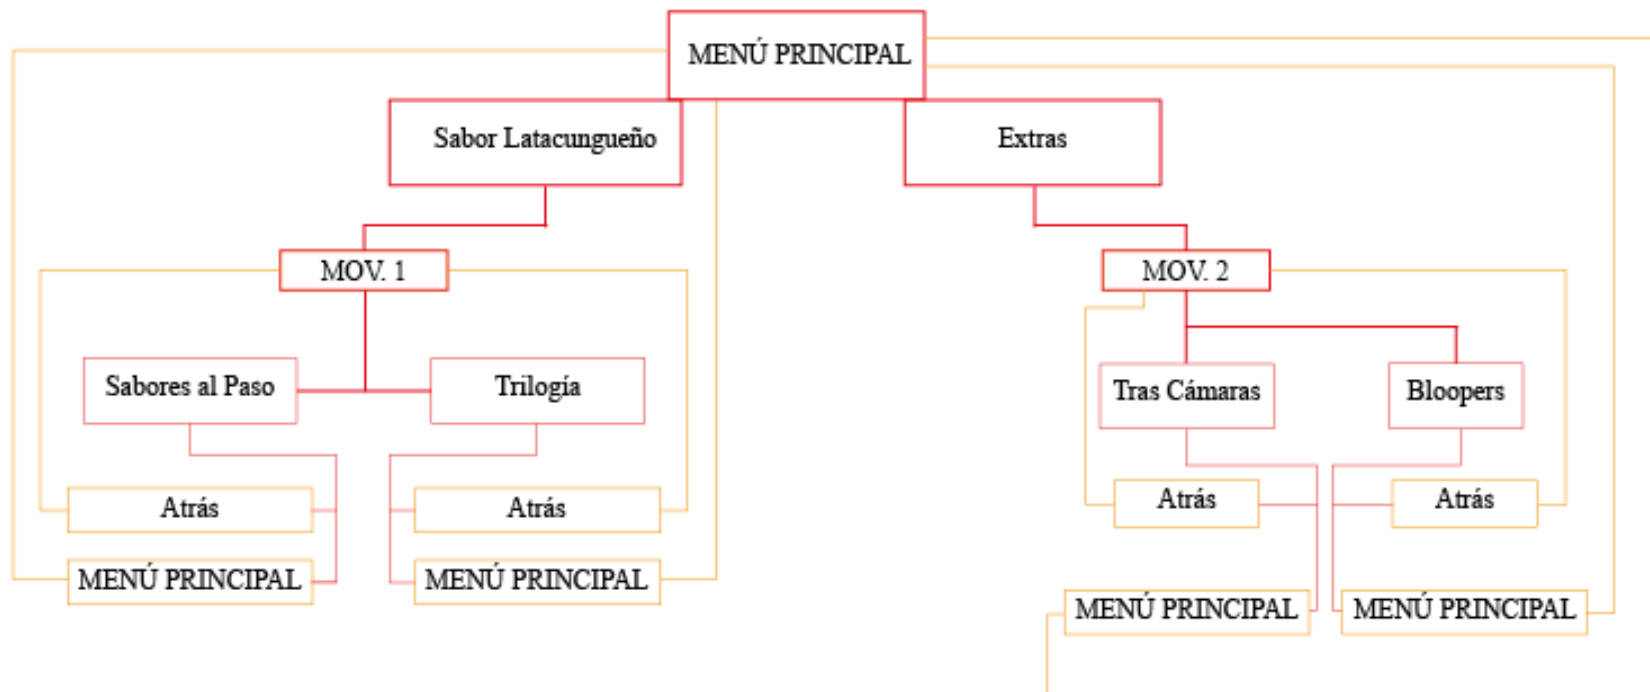 MENÚ PRINCIPAL
Sabor Latacungueño
Extras
MOV. 1
MOV. 2
Sabores al Paso
Trilogía
Tras Cámaras
Bloopers
Atrás
Atrás
Atrás
Atrás
MENÚ PRINCIPAL
MENÚ PRINCIPAL
MENÚ PRINCIPAL
MENÚ PRINCIPAL